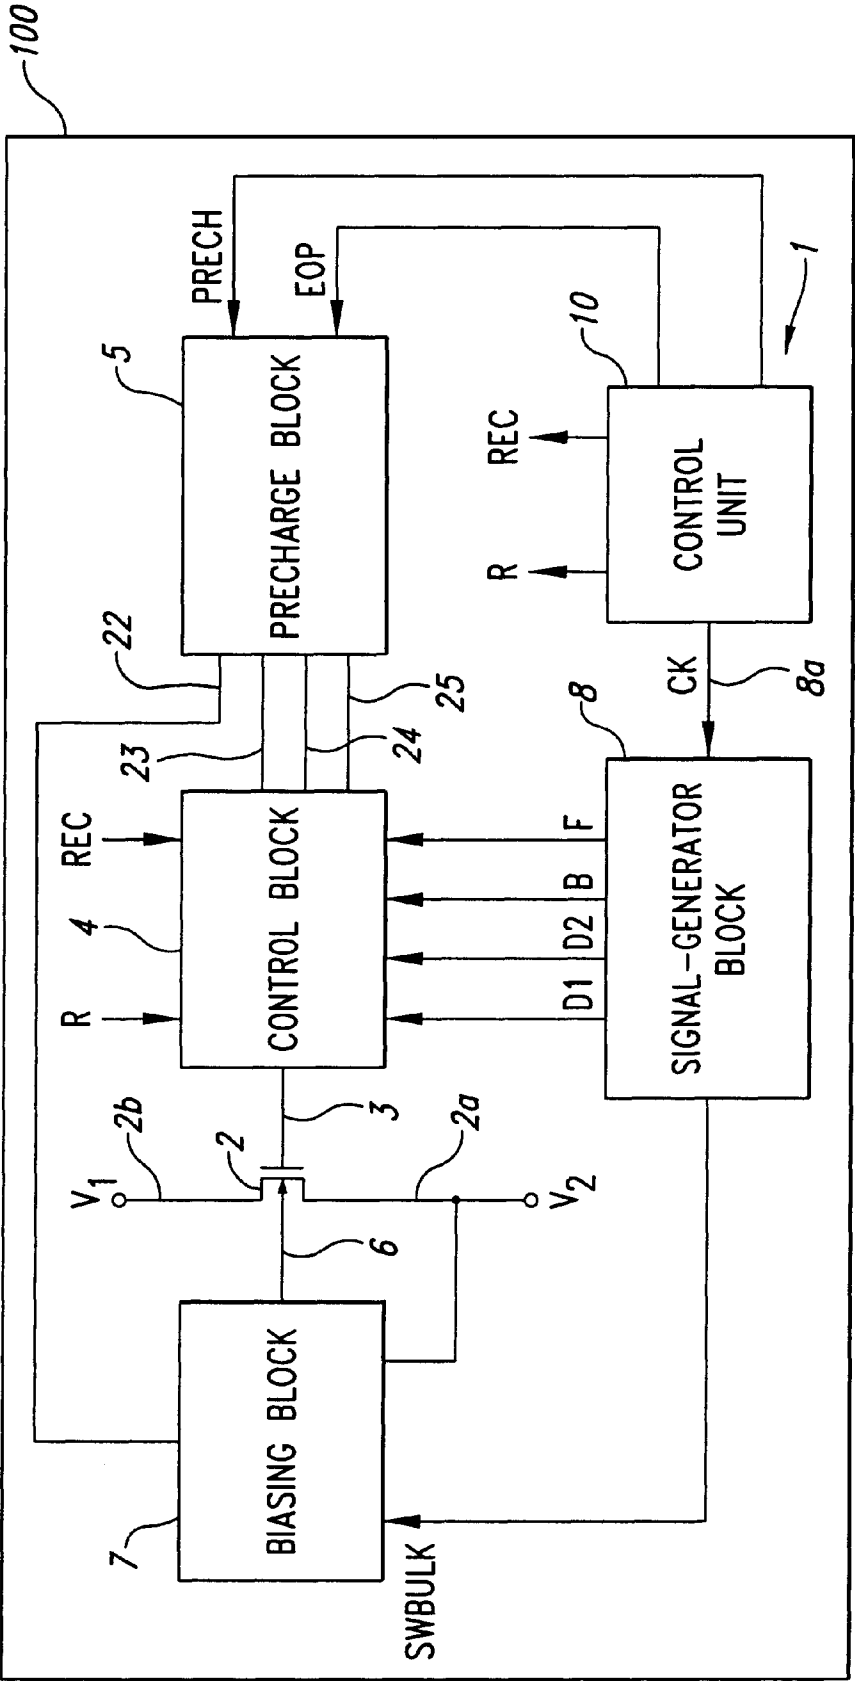 100
PRECH
EOP
5
PRECHARGE BLOCK
10
1
REC
R
CONTROL
UNIT
22
23
24
25
CK
8a
8
REC
4
R
CONTROL BLOCK
F
B
D2
D1
SIGNAL-GENERATOR
BLOCK
3
2b
2
2a
V1
V2
6
7
BIASING BLOCK
SWBULK